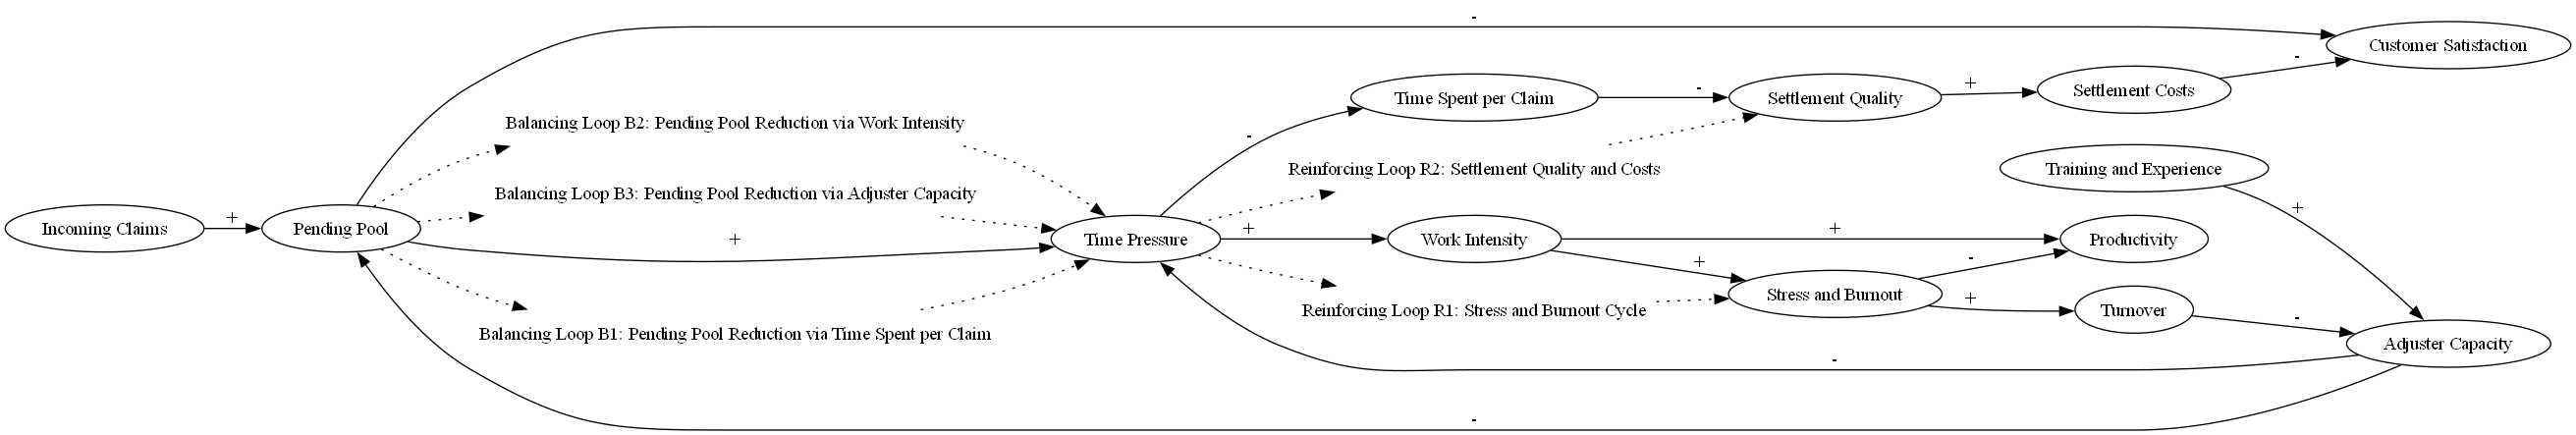 -
Customer Satisfaction
-
Time Spent per Claim
-
Settlement Quality
+
Settlement Costs
-
Balancing Loop B2: Pending Pool Reduction via Work Intensity
Reinforcing Loop R2: Settlement Quality and Costs
Training and Experience
Balancing Loop B3: Pending Pool Reduction via Adjuster Capacity
+
Incoming Claims
+
Pending Pool
+
Time Pressure
+
Work Intensity
+
Productivity
+
-
Stress and Burnout
+
Turnover
-
Reinforcing Loop R1: Stress and Burnout Cycle
Balancing Loop B1: Pending Pool Reduction via Time Spent per Claim
Adjuster Capacity
-
-